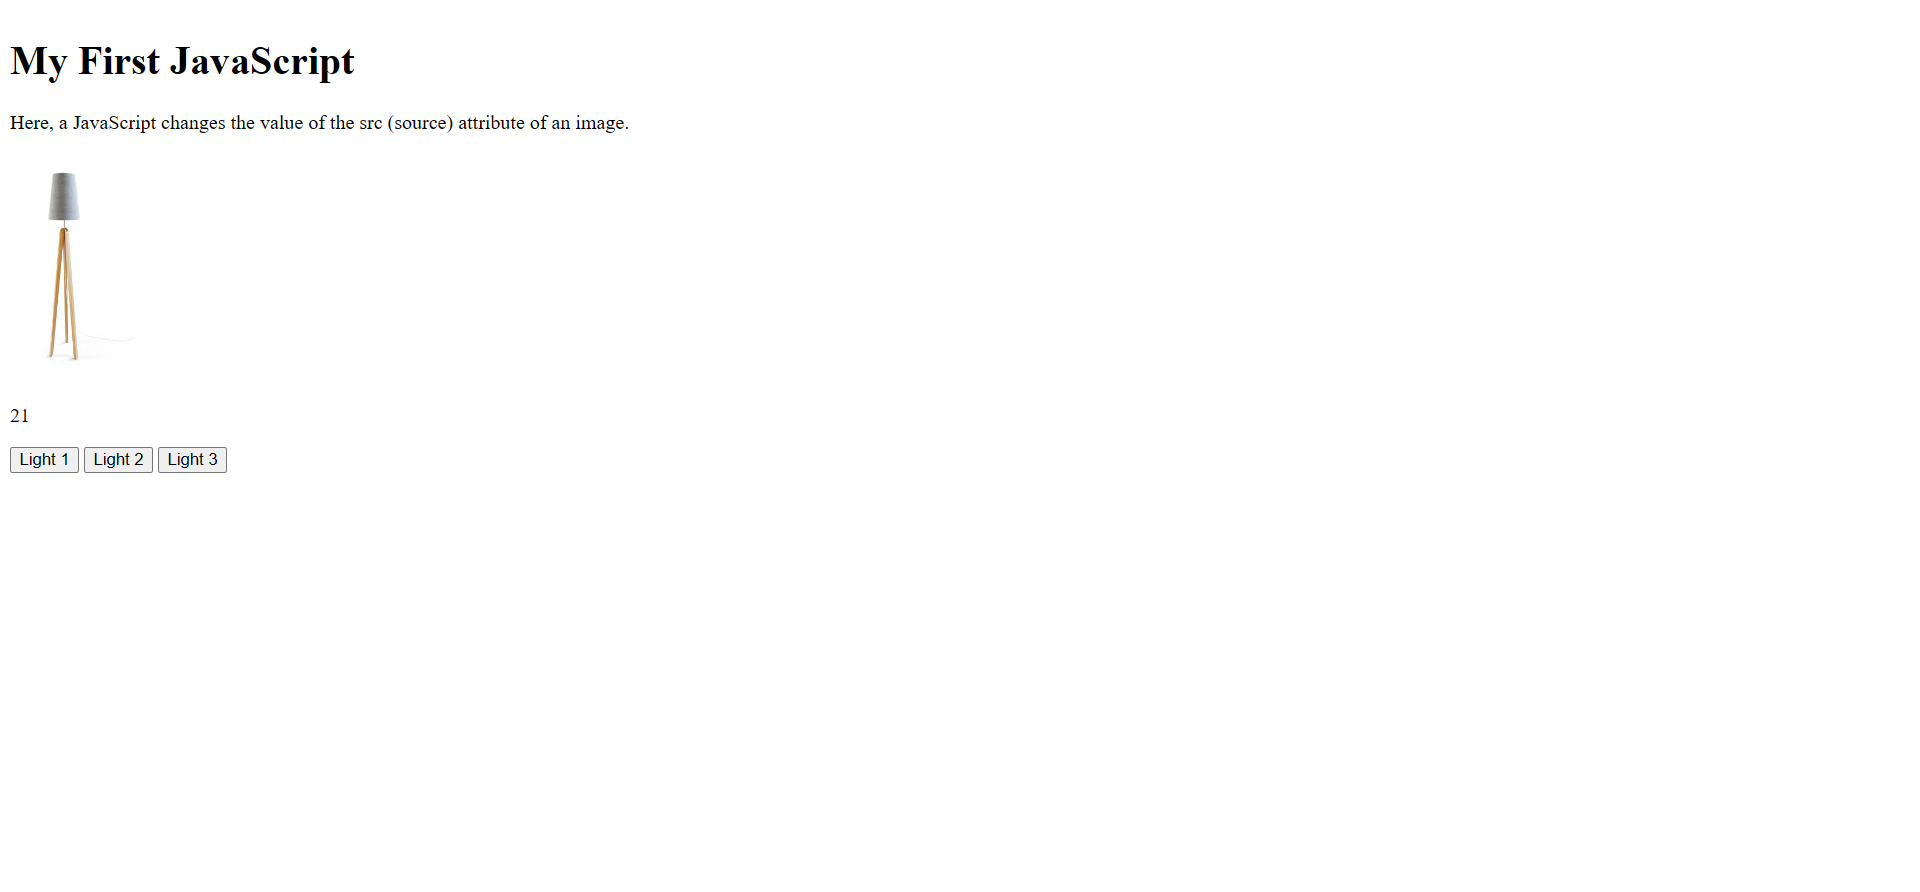 My First JavaScript
Here, a JavaScript changes the value of the src (source) attribute of an image.
21
Light 1 Light 2 Light 3